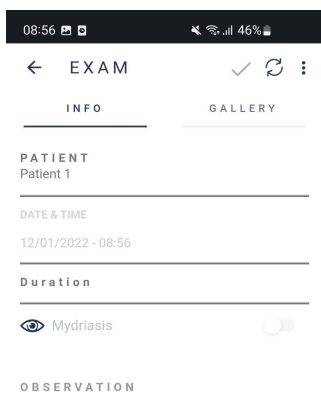 08:56 46%
EXAM
INFO GALLERY
PATIENT
Patient 1
DATE & TIME
12/01/2022 - 08:56
Duration
Mydriasis
OBSERVATION